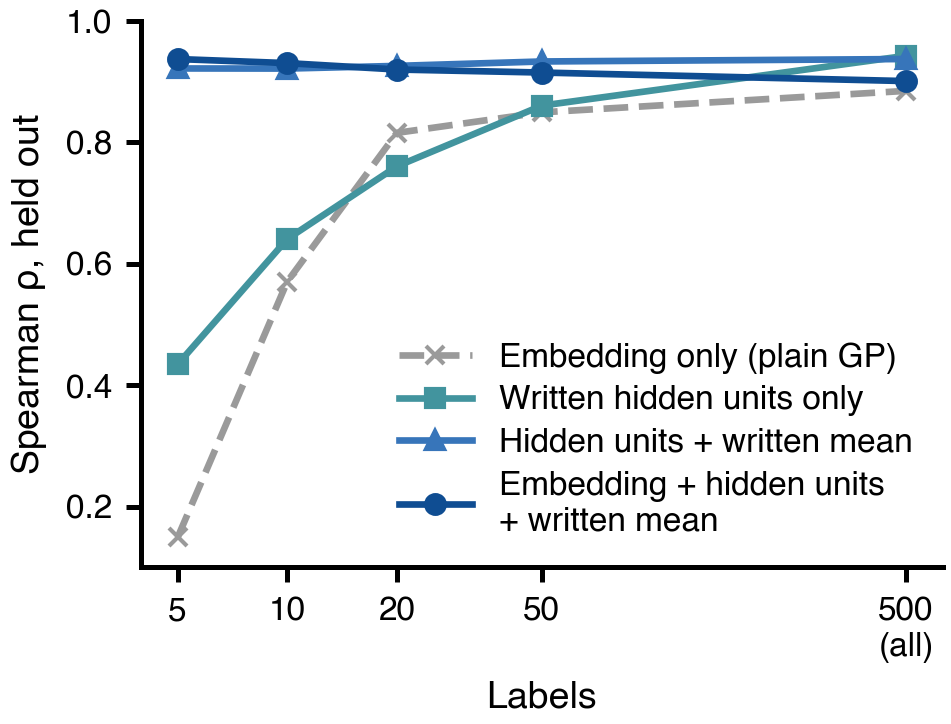 1.0
0.8
0.6
0.4
0.2
Spearman ρ, held out
Embedding only (plain GP)
Written hidden units only
Hidden units + written mean
Embedding + hidden units
+ written mean
5 10 20 50 500
(all)
Labels